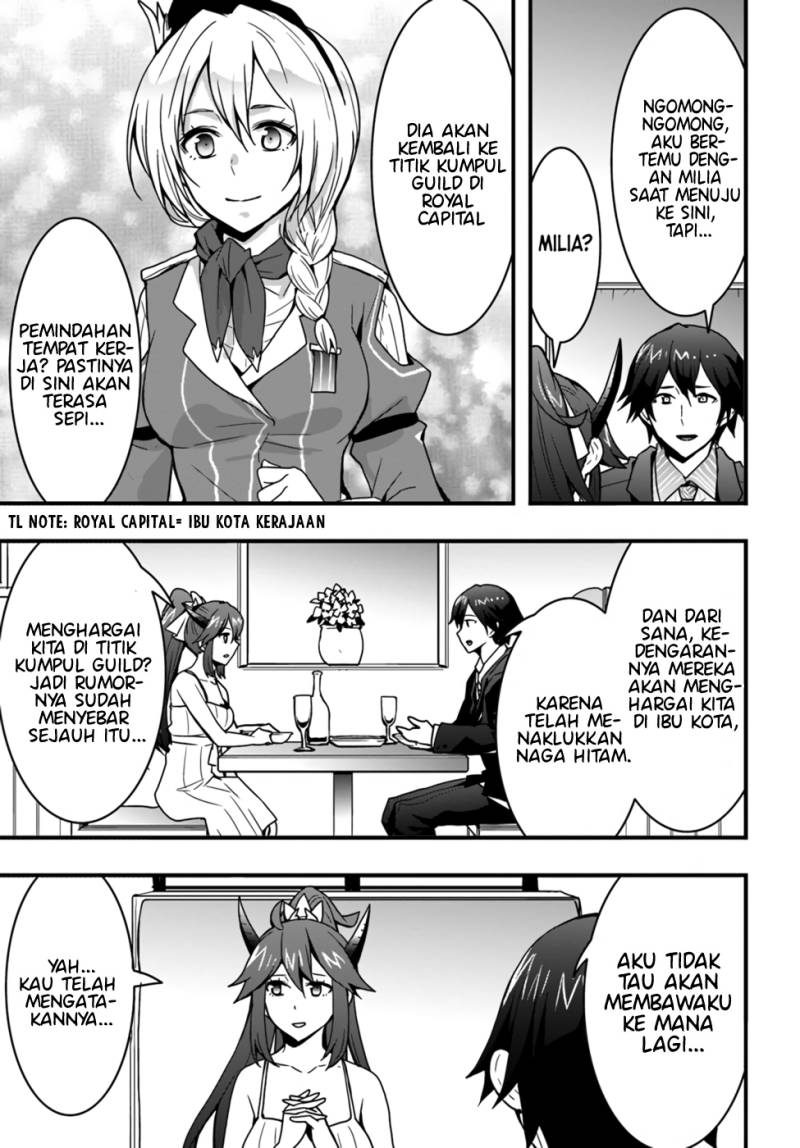 NGOMONG-
NGOMONG,
AKU BER-
TEMU DENG-
AN MILIA
SAAT MENUJU
KE SINI,
TAPI...
MILIA?
DIA AKAN
KEMBALI KE
TITIK KUMPUL
GUILD DI
ROYAL
CAPITAL
PEMINDAHAN
TEMPAT KER-
JA? PASTINYA
DI SINI AKAN
TERASA
SEPI...
TL NOTE: ROYAL CAPITAL= IBU KOTA KERAJAAN
DAN DARI
SANA, KE-
DENGARAN-
NYA MEREKA
AKAN MENG-
HARGAI KITA
DI IBU KOTA,
KARENA
TELAH ME-
NAKLUKKAN
NAGA HITAM.
MENGHARGAI
KITA DI TITIK
KUMPUL GUILD?
JADI RUMOR-
NYA SUDAH
MENYEBAR
SEJAUH ITU...
AKU TIDAK
TAU AKAN
MEMBAWAKU
KE MANA
LAGI...
YAH...
KAU TELAH
MENGATA-
KANNYA...